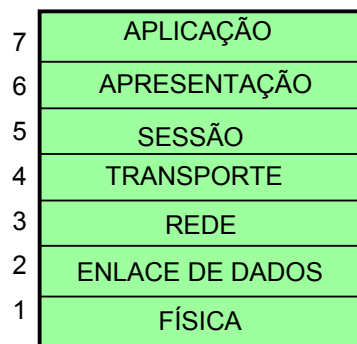 7 APLICAÇÃO
6 APRESENTAÇÃO
5 SESSÃO
4 TRANSPORTE
3 REDE
2 ENLACE DE DADOS
1 FÍSICA